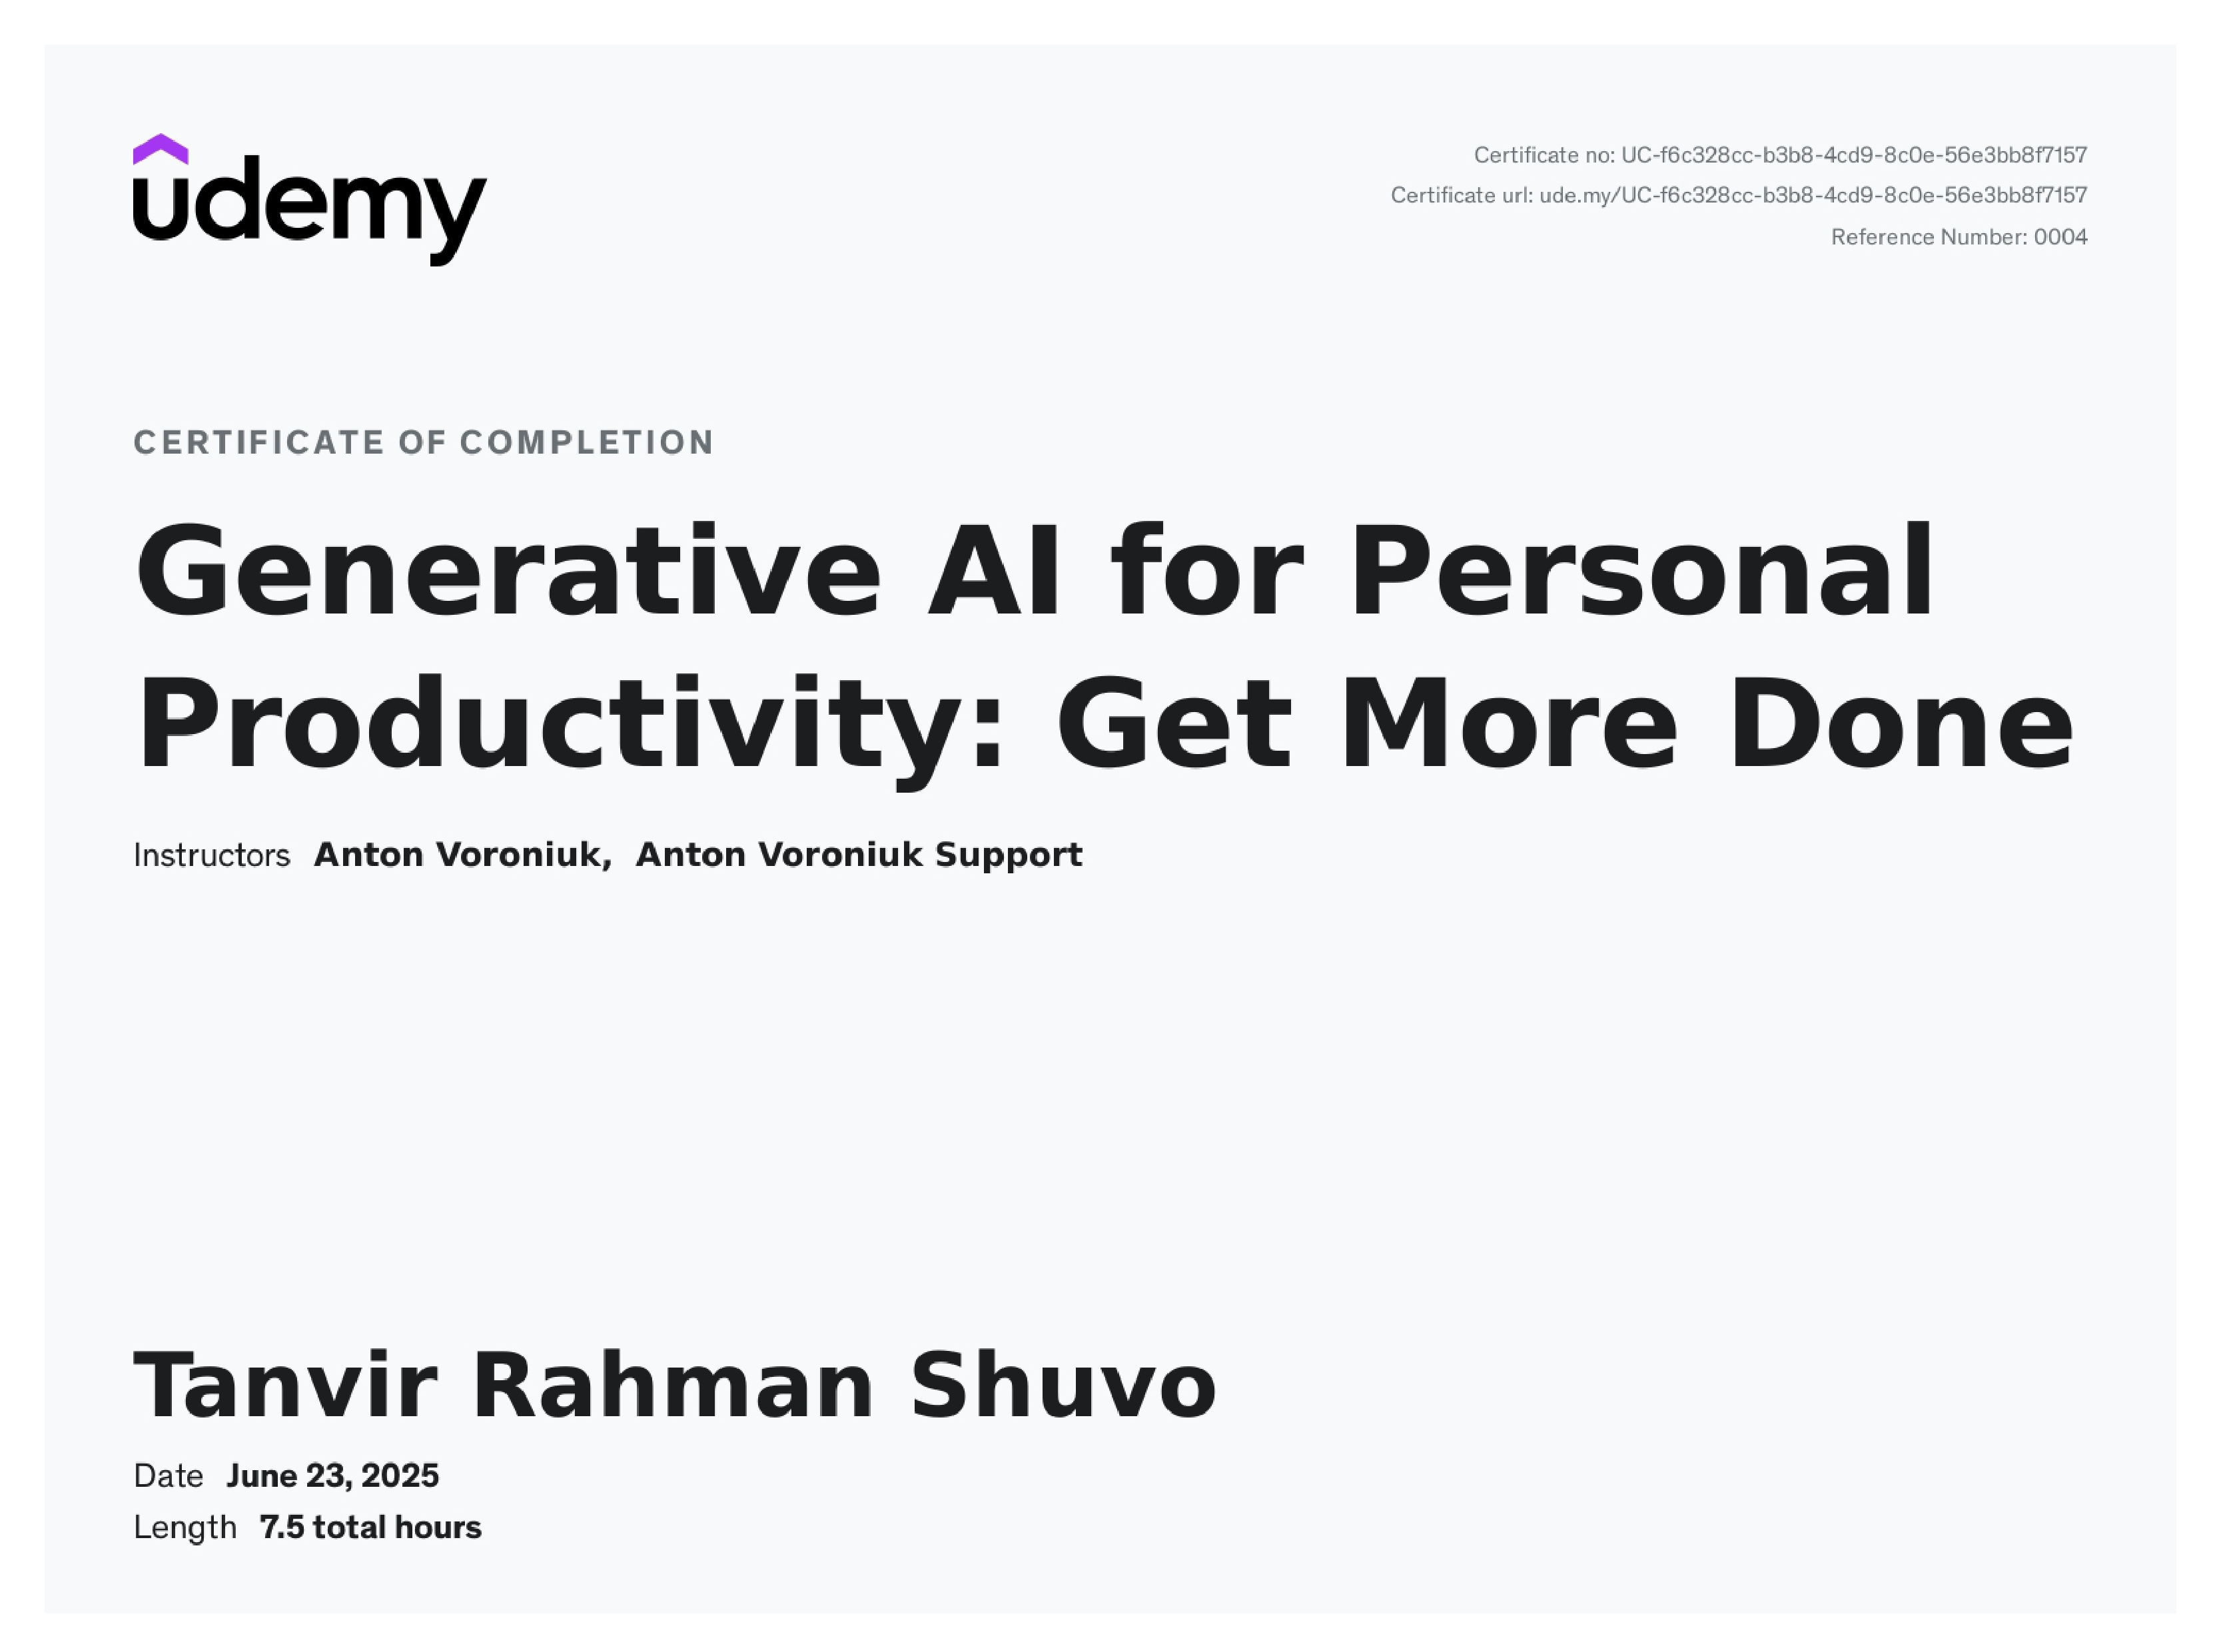 udemy
Certificate no: UC-f6c328cc-b3b8-4cd9-8c0e-56e3bb8f7157
Certificate url: ude.my/UC-f6c328cc-b3b8-4cd9-8c0e-56e3bb8f7157
Reference Number: 0004
CERTIFICATE OF COMPLETION
Generative AI for Personal
Productivity: Get More Done
Instructors Anton Voroniuk, Anton Voroniuk Support
Tanvir Rahman Shuvo
Date June 23, 2025
Length 7.5 total hours